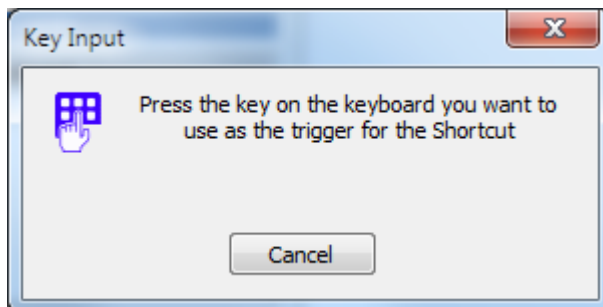 Key Input
Press the key on the keyboard you want to
use as the trigger for the Shortcut
Cancel